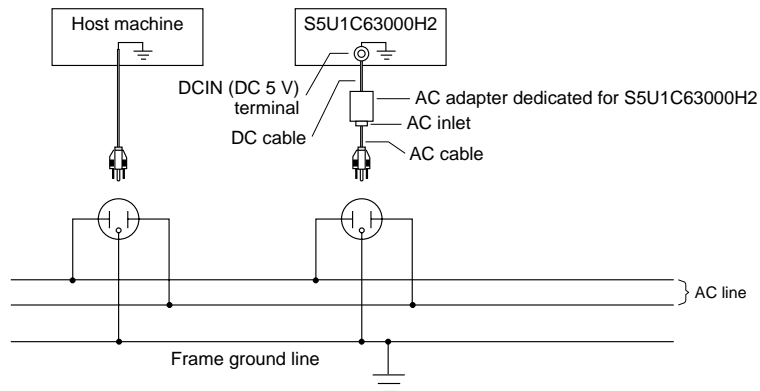 Host machine
S5U1C63000H2
DCIN (DC 5 V)
terminal
DC cable
AC adapter dedicated for S5U1C63000H2
AC inlet
AC cable
AC line
Frame ground line